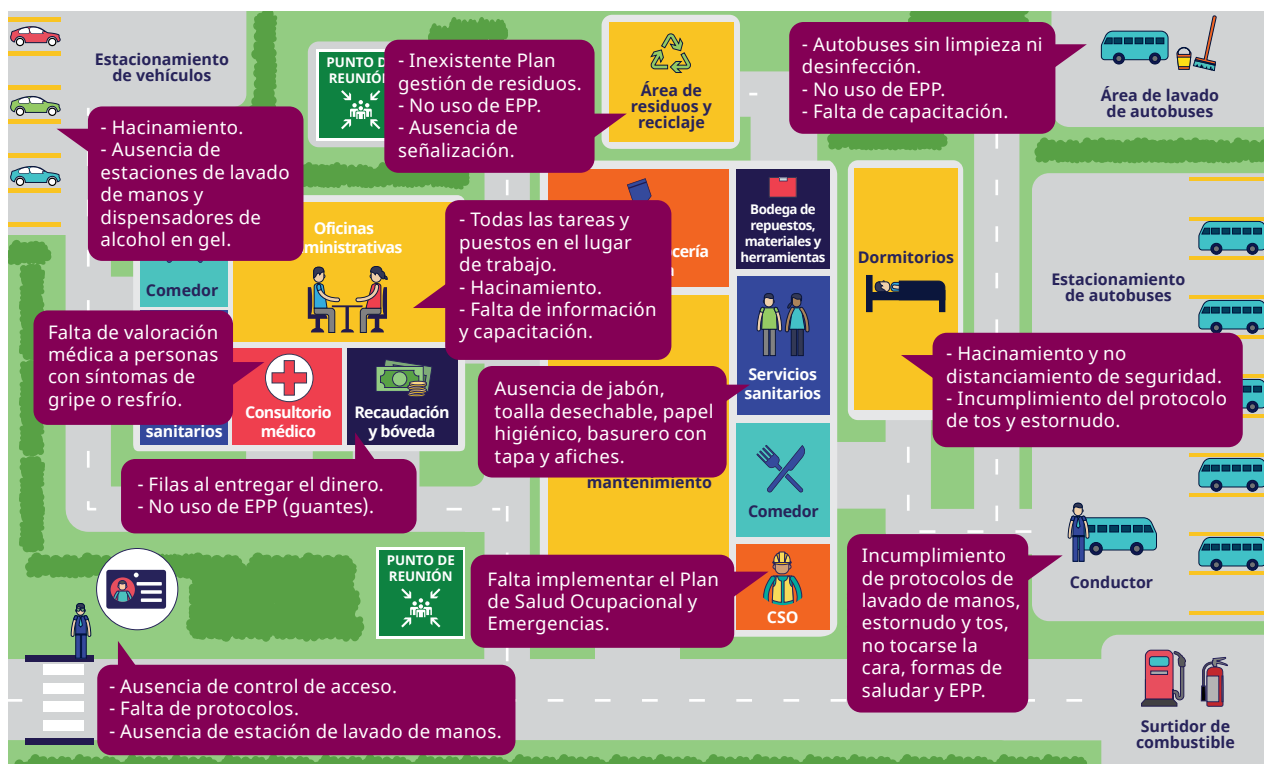 Estacionamiento
de vehículos
PUNTO DE
REUNIÓN
- Inexistente Plan
gestión de residuos.
- No uso de EPP.
- Ausencia de
señalización.
Área de
residuos y
reciclaje
- Autobuses sin limpieza ni
desinfección.
- No uso de EPP.
- Falta de capacitación.
Área de lavado
de autobuses
- Hacinamiento.
- Ausencia de
estaciones de lavado
de manos y
dispensadores de
alcohol en gel.
Oficinas
administrativas
- Todas las tareas y
puestos en el lugar
de trabajo.
- Hacinamiento.
- Falta de información
y capacitación.
Bodega de
repuestos,
materiales y
herramientas
Dormitorios
Estacionamiento
de autobuses
Comedor
Falta de valoración
médica a personas
con síntomas de
gripe o resfrío.
sanitarios
Consultorio
médico
Recaudación
y bóveda
Ausencia de jabón,
toalla desechable, papel
higiénico, basurero con
tapa y afiches.
Servicios
sanitarios
- Hacinamiento y no
distanciamiento de seguridad.
- Incumplimiento del protocolo
de tos y estornudo.
- Filas al entregar el dinero.
- No uso de EPP (guantes).
mantenimiento
Comedor
PUNTO DE
REUNIÓN
Falta implementar el Plan
de Salud Ocupacional y
Emergencias.
CSO
Incumplimiento
de protocolos de
lavado de manos,
estornudo y tos,
no tocarse la
cara, formas de
saludar y EPP.
Conductor
- Ausencia de control de acceso.
- Falta de protocolos.
- Ausencia de estación de lavado de manos.
Surtidor de
combustible